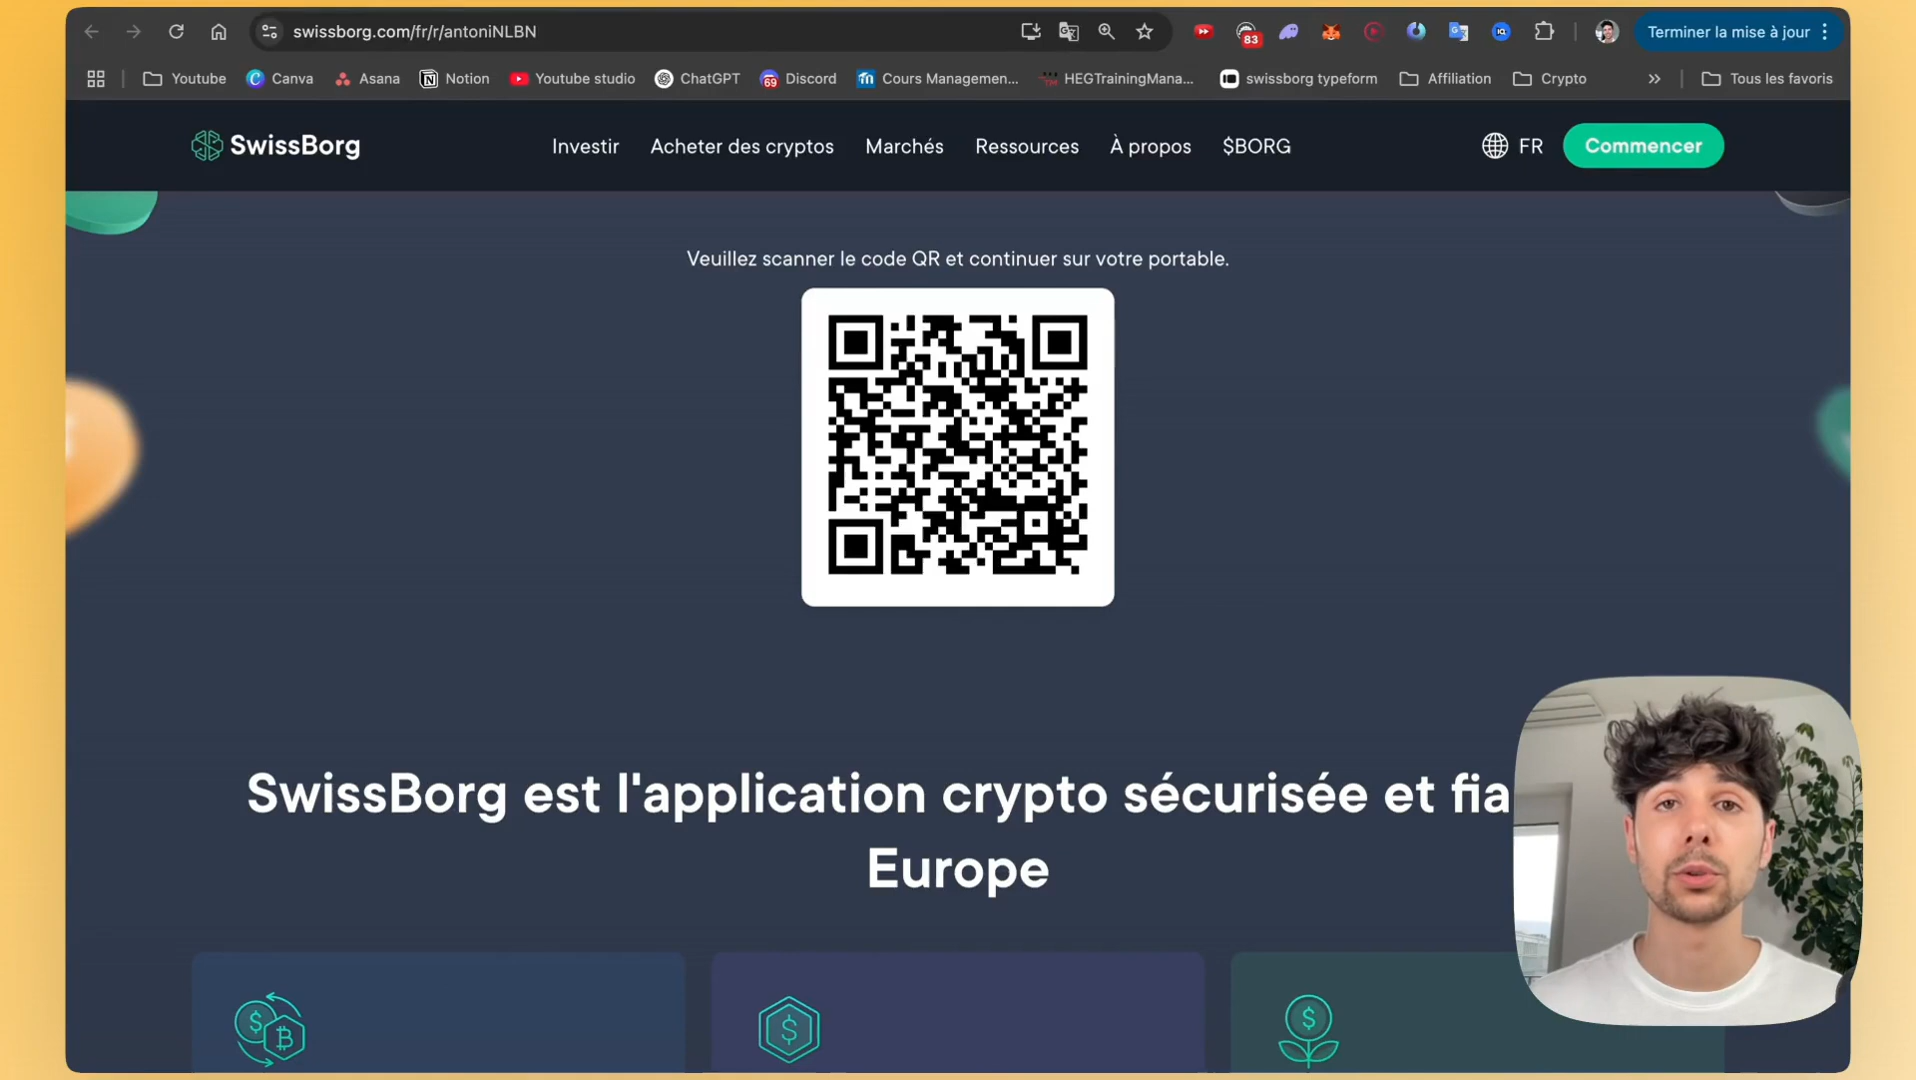 swissborg.com/fr/r/antoniNLBN
83
Terminer la mise à jour
Youtube
Canva
Asana
Notion
Youtube studio
ChatGPT
69
Discord
Cours Managemen...
HEGTrainingMana...
swissborg typeform
Affiliation
Crypto
Tous les favoris
SwissBorg
Investir
Acheter des cryptos
Marchés
Ressources
À propos
$BORG
FR
Commencer
Veuillez scanner le code QR et continuer sur votre portable.
SwissBorg est l'application crypto sécurisée et fia
Europe